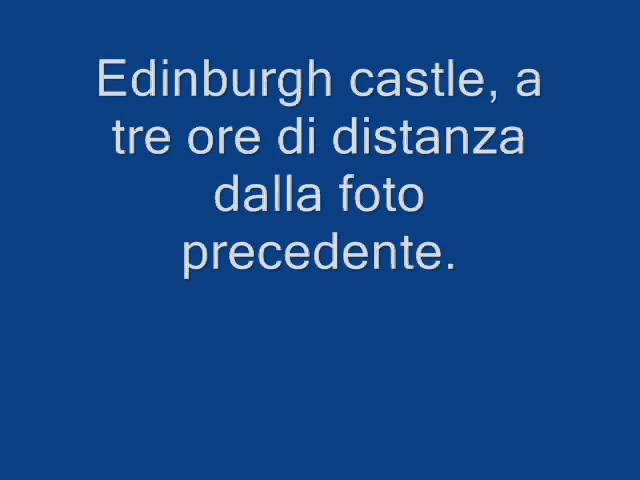 Edinburgh castle, a
tre ore di distanza
dalla foto
precedente.